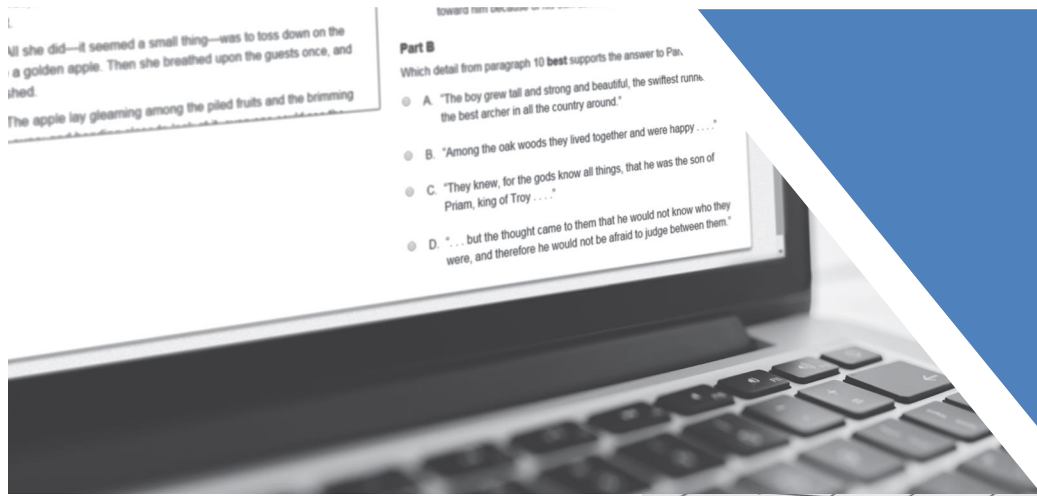 All she did—it seemed a small thing—was to toss down on the
a golden apple. Then she breathed upon the guests once, and
shed.
The apple lay gleaming among the piled fruits and the brimming
toward him because of his
Part B
Which detail from paragraph 10 best supports the answer to
A. "The boy grew tall and strong and beautiful, the swiftest
the best archer in all the country around."
B. "Among the oak woods they lived together and were happy . . . ."
C. "They knew, for the gods know all things, that he was the son of
Priam, king of Troy . . . ."
D. ". . . but the thought came to them that he would not know who they
were, and therefore he would not be afraid to judge between them."